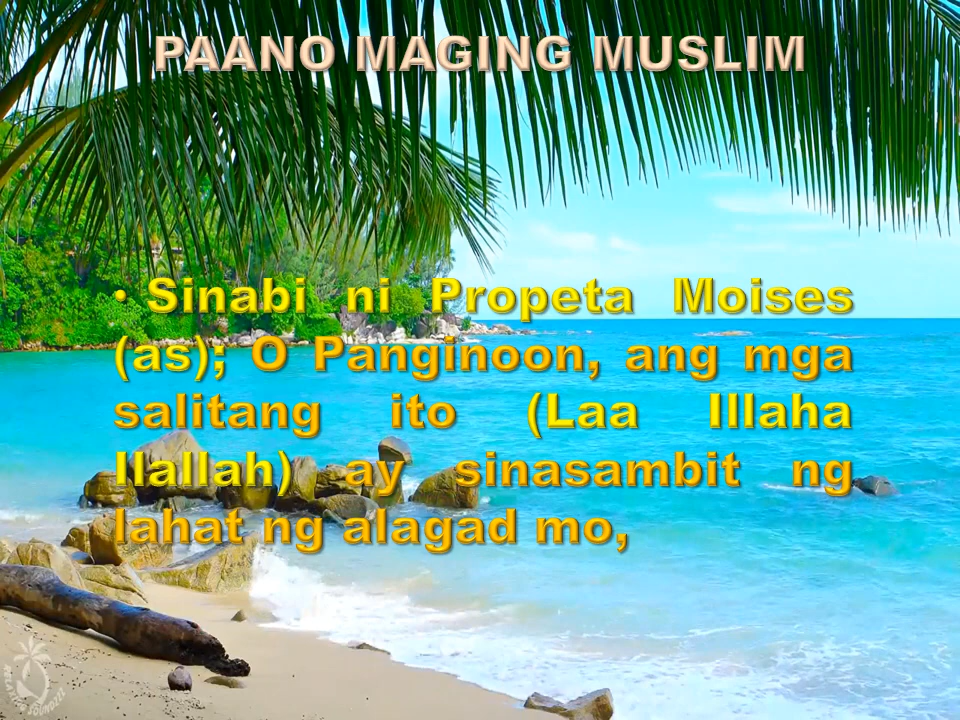 PAANO MAGING MUSLIM
• Sinabi ni Propeta Moises
(as); O Panginoon, ang mga
salitang ito (Laa Illaha
Ilallah) ay sinasambit ng
lahat ng alagad mo,